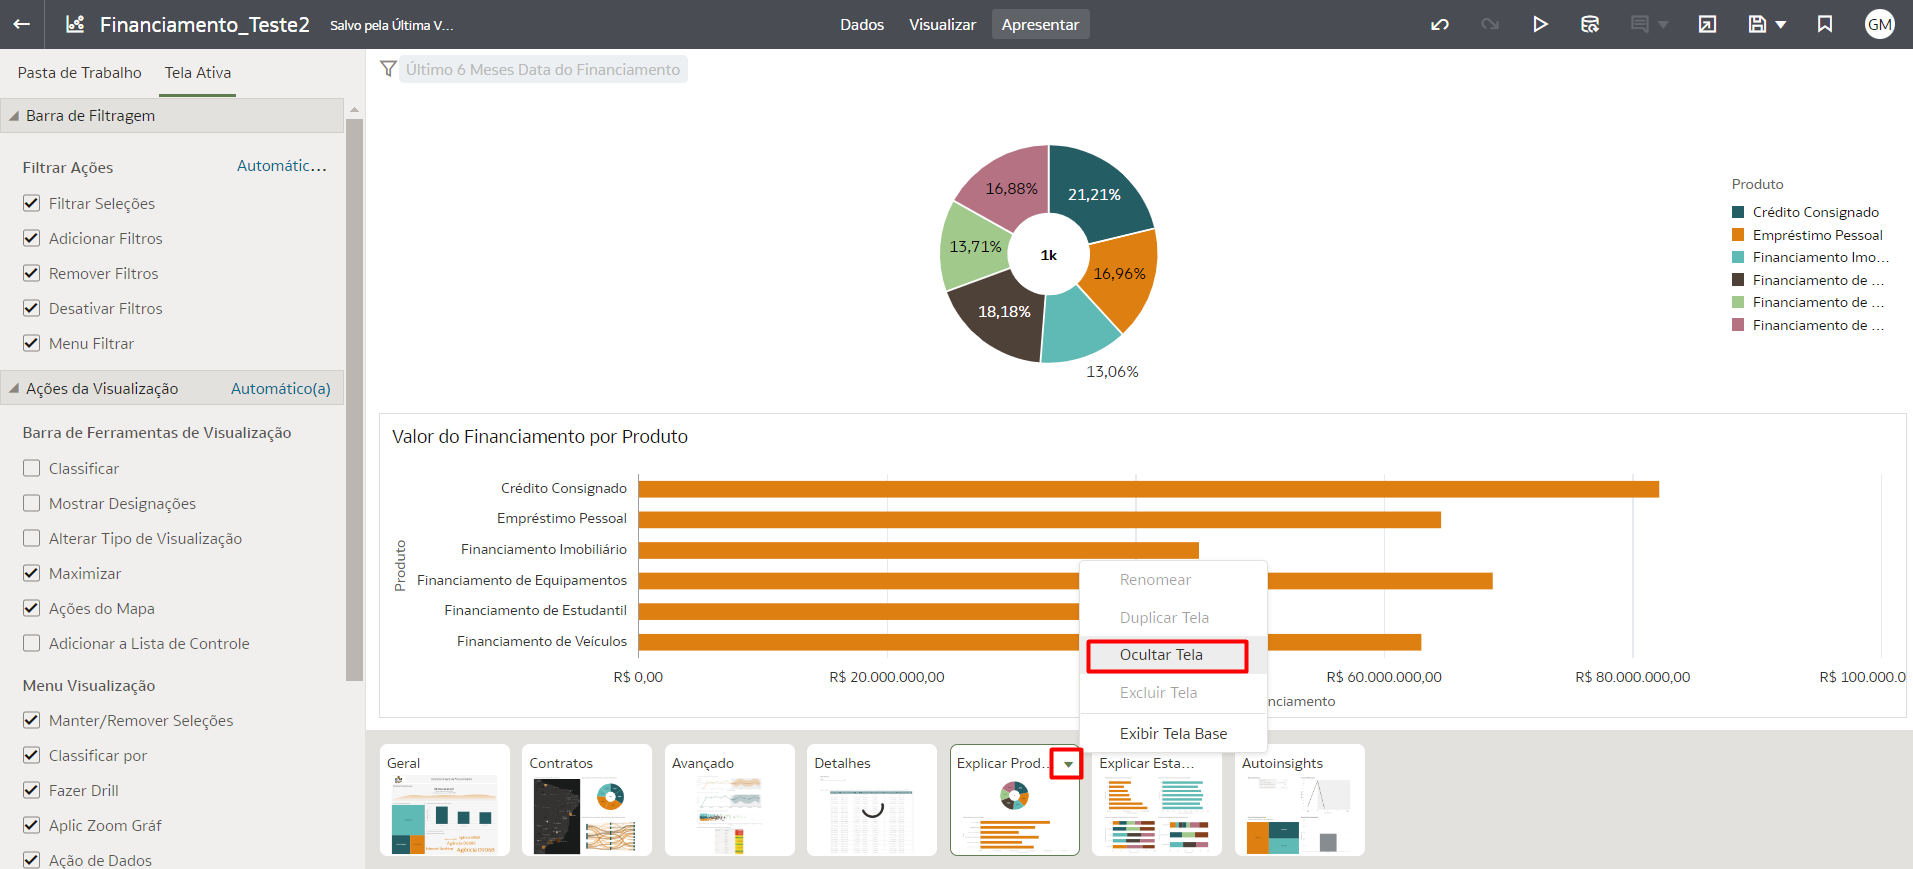 Financiamento_Teste2
Salvo pela Última V...
Dados
Visualizar
Apresentar
GM
Pasta de Trabalho
Tela Ativa
Barra de Filtragem
Filtrar Ações
Automátic...
Filtrar Seleções
Adicionar Filtros
Remover Filtros
Desativar Filtros
Menu Filtrar
Ações da Visualização
Automático(a)
Barra de Ferramentas de Visualização
Classificar
Mostrar Designações
Alterar Tipo de Visualização
Maximizar
Ações do Mapa
Adicionar a Lista de Controle
Menu Visualização
Manter/Remover Seleções
Classificar por
Fazer Drill
Aplic Zoom Gráf
Ação de Dados
Último 6 Meses Data do Financiamento
16,88%
21,21%
13,71%
1k
16,96%
18,18%
13,06%
Produto
Crédito Consignado
Empréstimo Pessoal
Financiamento Imo...
Financiamento de ...
Financiamento de ...
Financiamento de ...
Valor do Financiamento por Produto
Produto
Crédito Consignado
Empréstimo Pessoal
Financiamento Imobiliário
Financiamento de Equipamentos
Financiamento de Estudantil
Financiamento de Veículos
R$ 0,00
R$ 20.000.000,00
R$ 60.000.000,00
R$ 80.000.000,00
R$ 100.000.0
nciamento
Renomear
Duplicar Tela
Ocultar Tela
Excluir Tela
Exibir Tela Base
Geral
Contratos
Avançado
Detalhes
Explicar Prod...
Explicar Esta...
Autoinsights